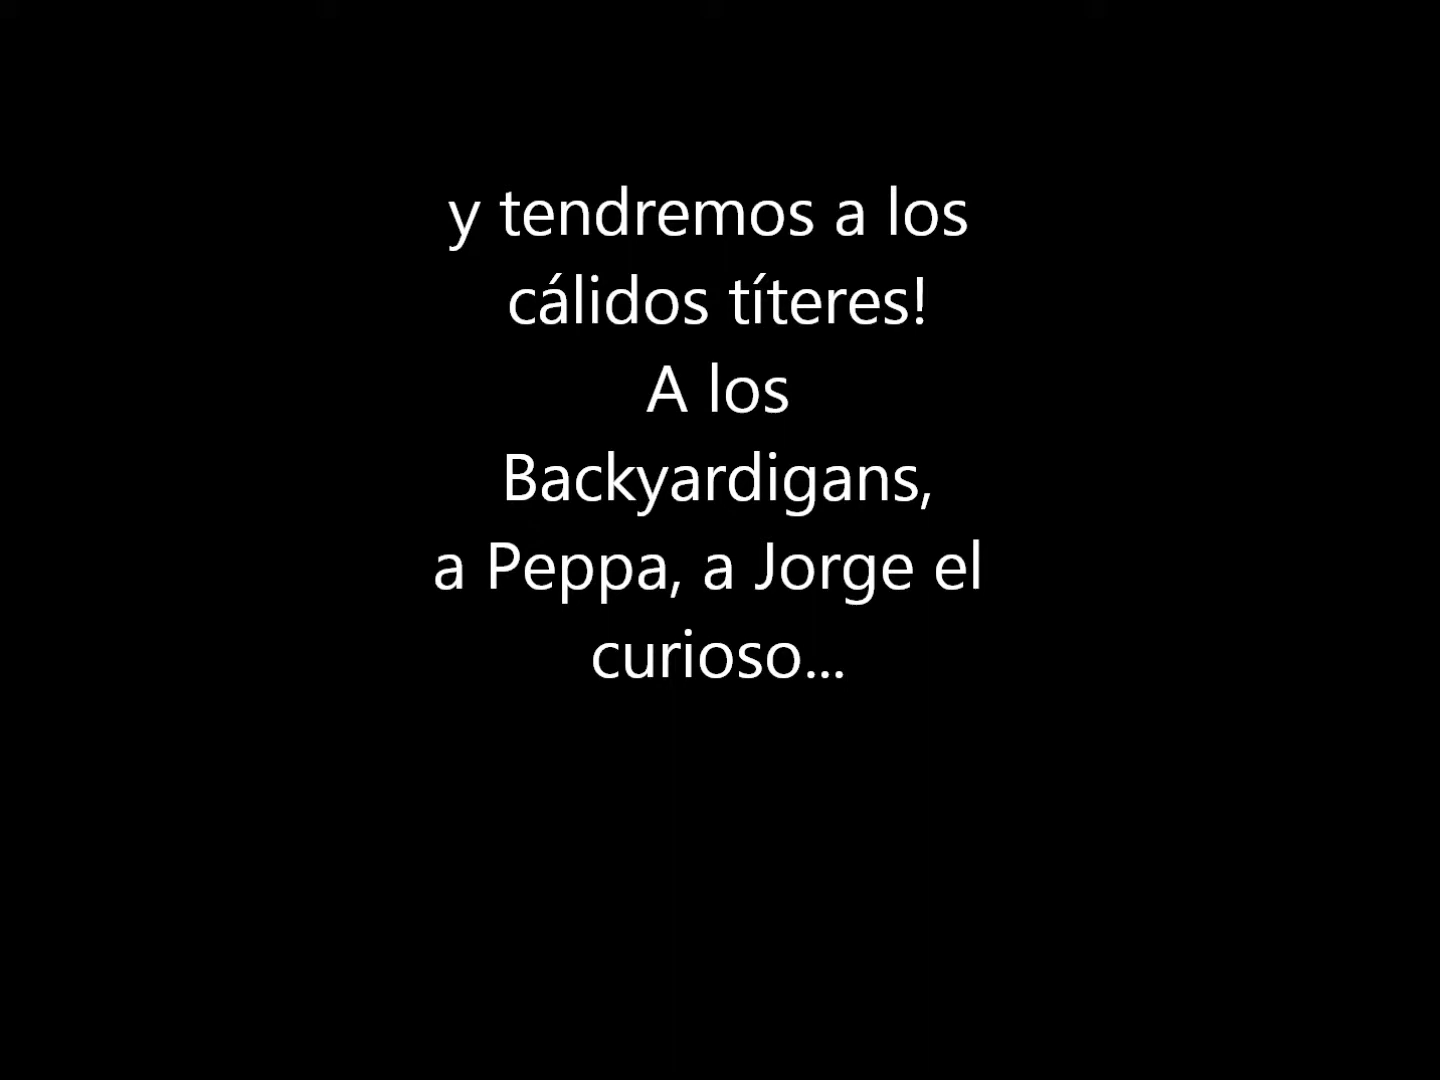 y tendremos a los
cálidos títeres!
A los
Backyardigans,
a Peppa, a Jorge el
curioso...